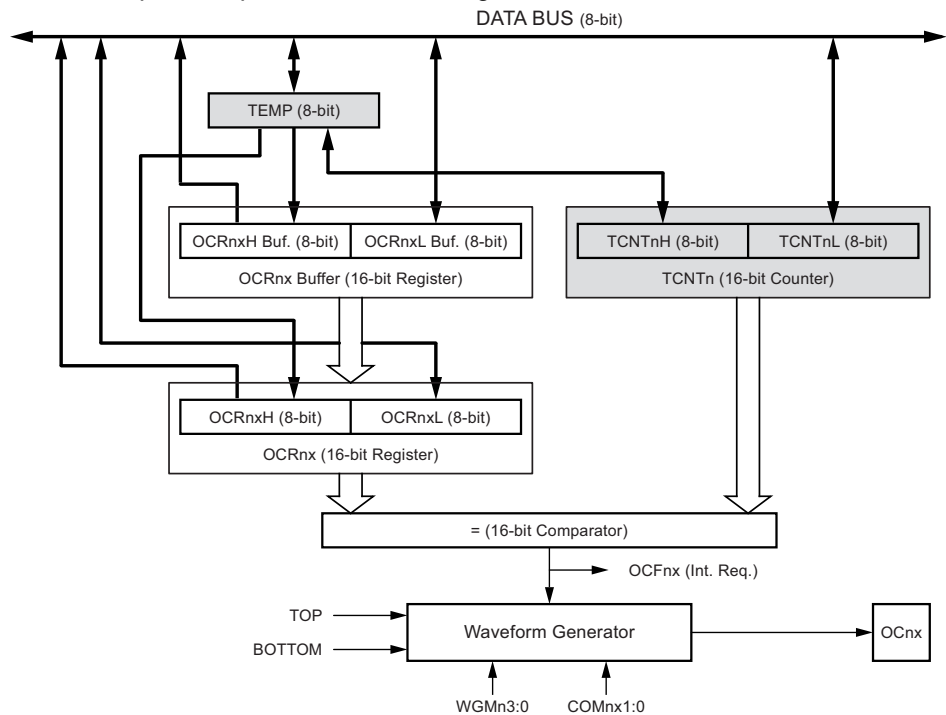 DATA BUS (8-bit)
TEMP (8-bit)
OCRnxH Buf. (8-bit) OCRnxL Buf. (8-bit)
OCRnx Buffer (16-bit Register)
TCNTnH (8-bit) TCNTnL (8-bit)
TCNTn (16-bit Counter)
OCRnxH (8-bit) OCRnxL (8-bit)
OCRnx (16-bit Register)
= (16-bit Comparator)
OCFnx (Int. Req.)
TOP
BOTTOM
Waveform Generator
OCnx
WGMn3:0 COMnx1:0